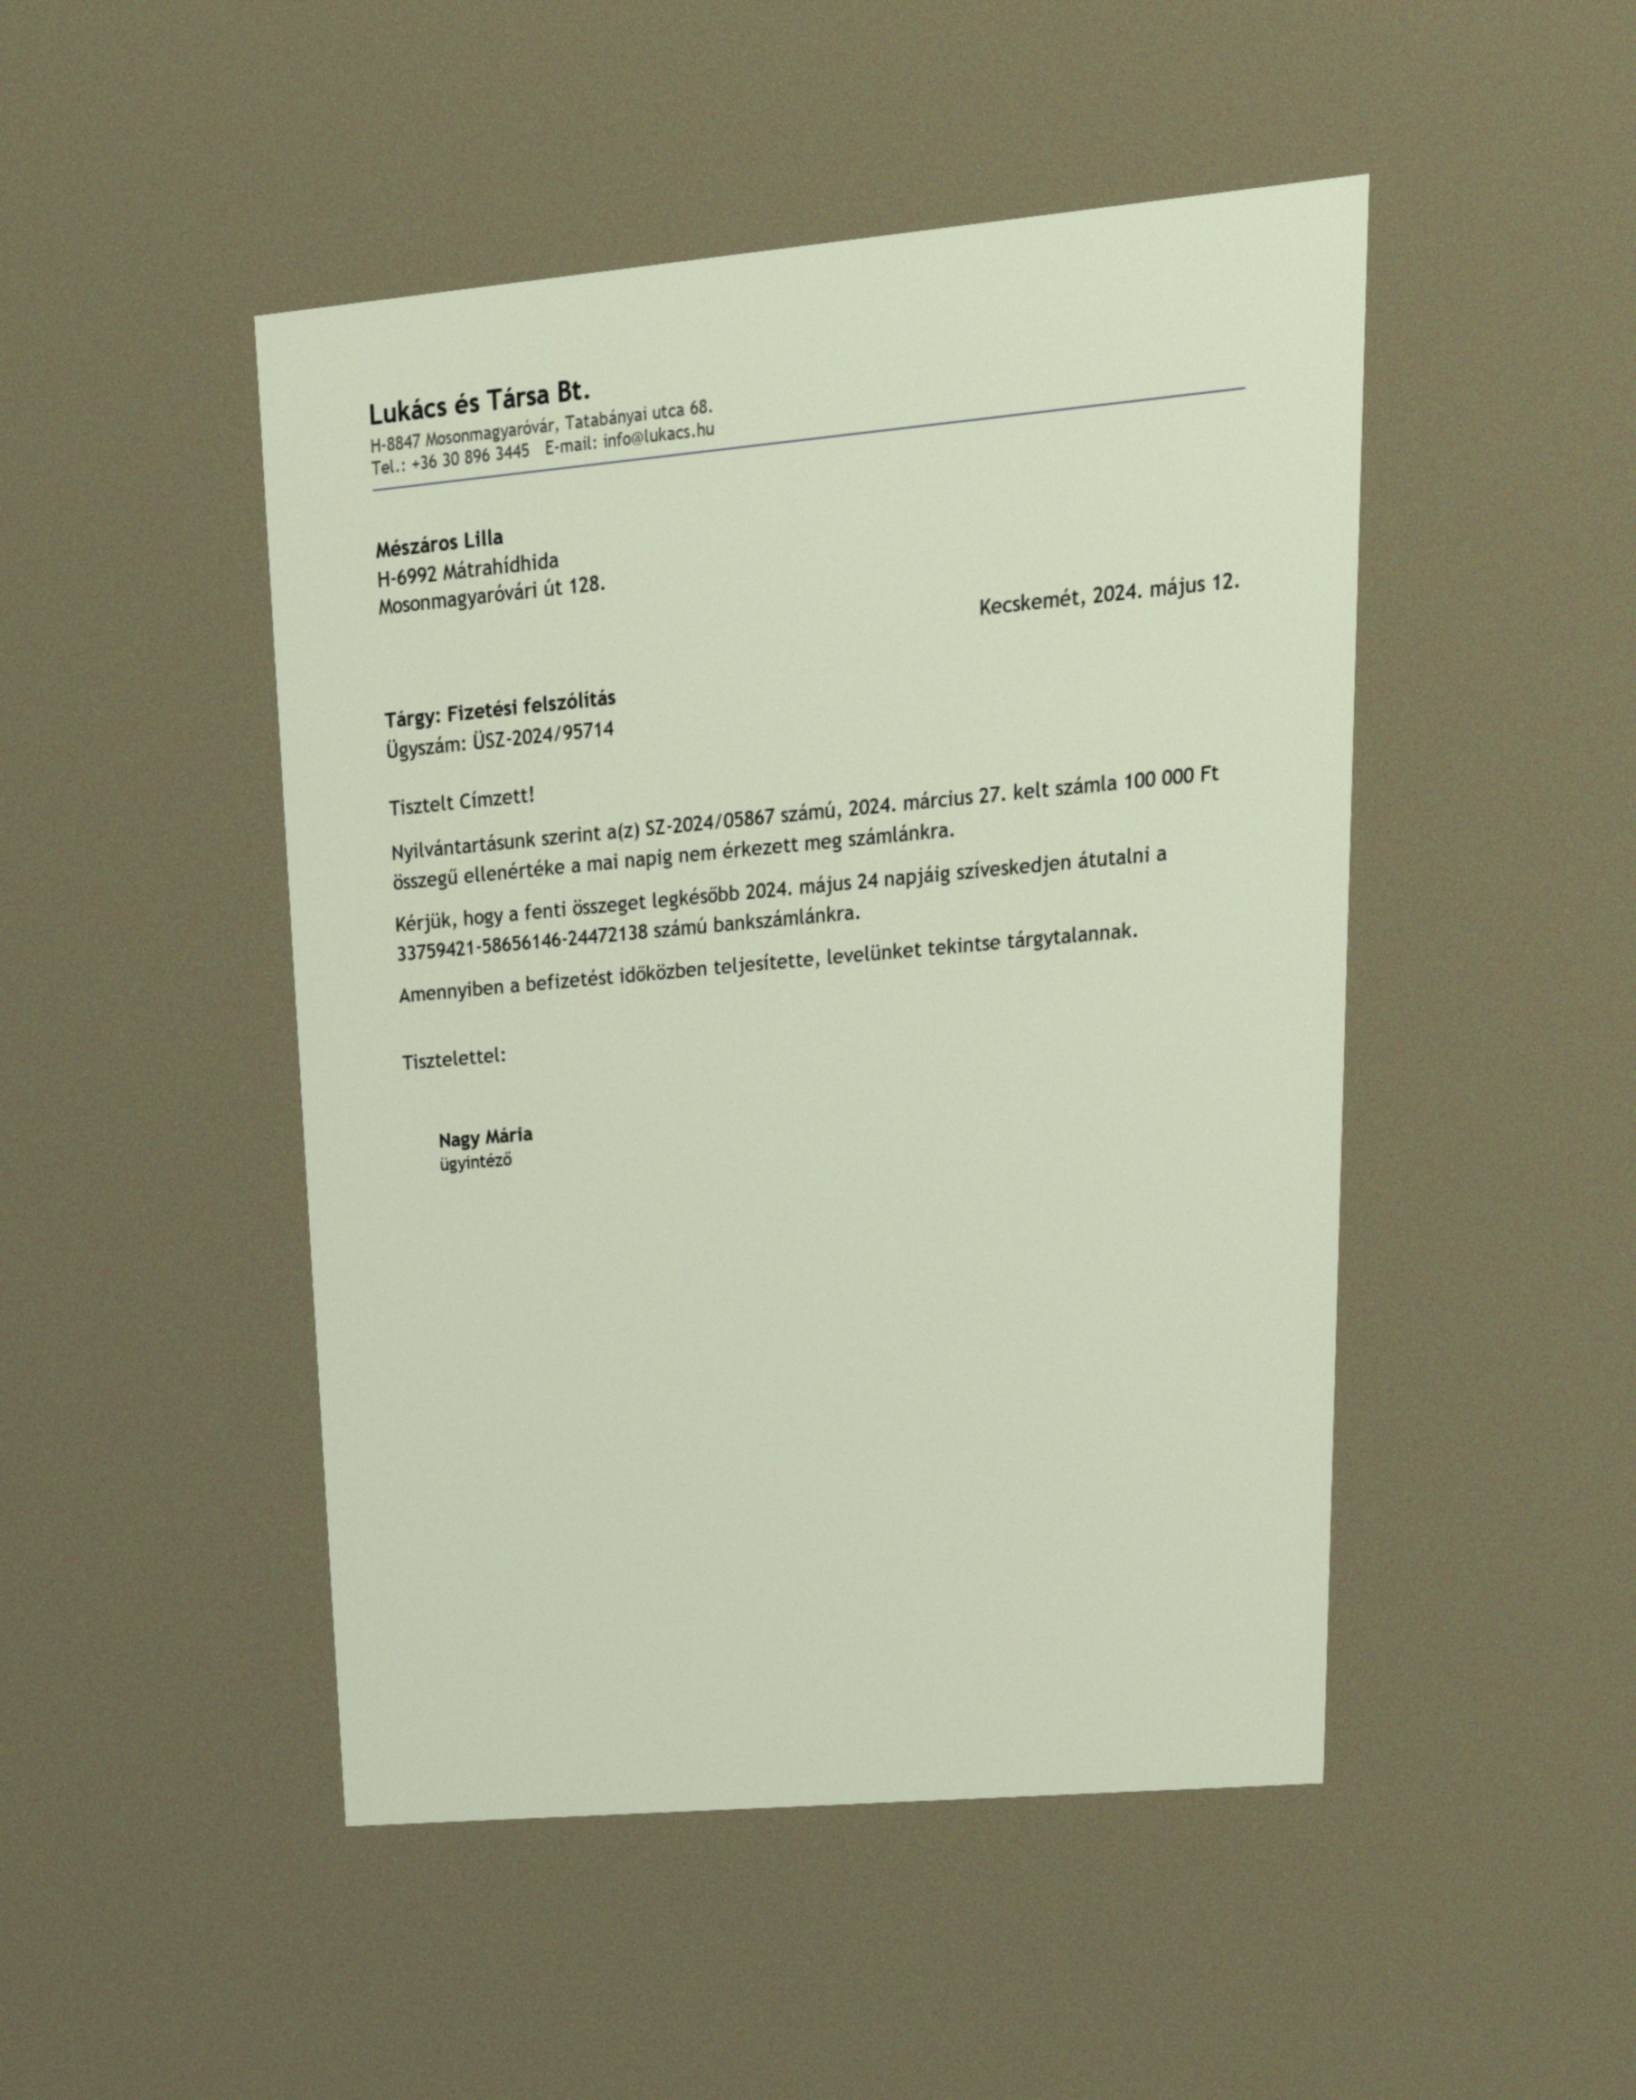 Lukács és Társa Bt.
H-8847 Mosonmagyaróvár, Tatabányai utca 68.
Tel.: +36 30 896 3445 E-mail: info@lukacs.hu
Mészáros Lilla
H-6992 Mátrahídhida
Mosonmagyaróvári út 128.
Kecskemét, 2024. május 12.
Tárgy: Fizetési felszólítás
Ügyszám: ÜSZ-2024/95714
Tisztelt Címzett!
Nyilvántartásunk szerint a(z) SZ-2024/05867 számú, 2024. március 27. kelt számla 100 000 Ft
összegű ellenértéke a mai napig nem érkezett meg számlánkra.
Kérjük, hogy a fenti összeget legkésőbb 2024. május 24 napjáig szíveskedjen átutalni a
33759421-58656146-24472138 számú bankszámlánkra.
Amennyiben a befizetést időközben teljesítette, levelünket tekintse tárgytalannak.
Tisztelettel:
Nagy Mária
ügyintéző